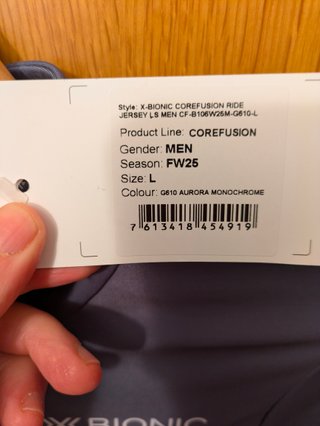 Style: X-BIONIC COREFUSION RIDE
JERSEY LS MEN CF-B106W25M-G610-L
Product Line: COREFUSION
Gender: MEN
Season: FW25
Size: L
Colour: G610 AURORA MONOCHROME
7 613418 454919
X BIONIC